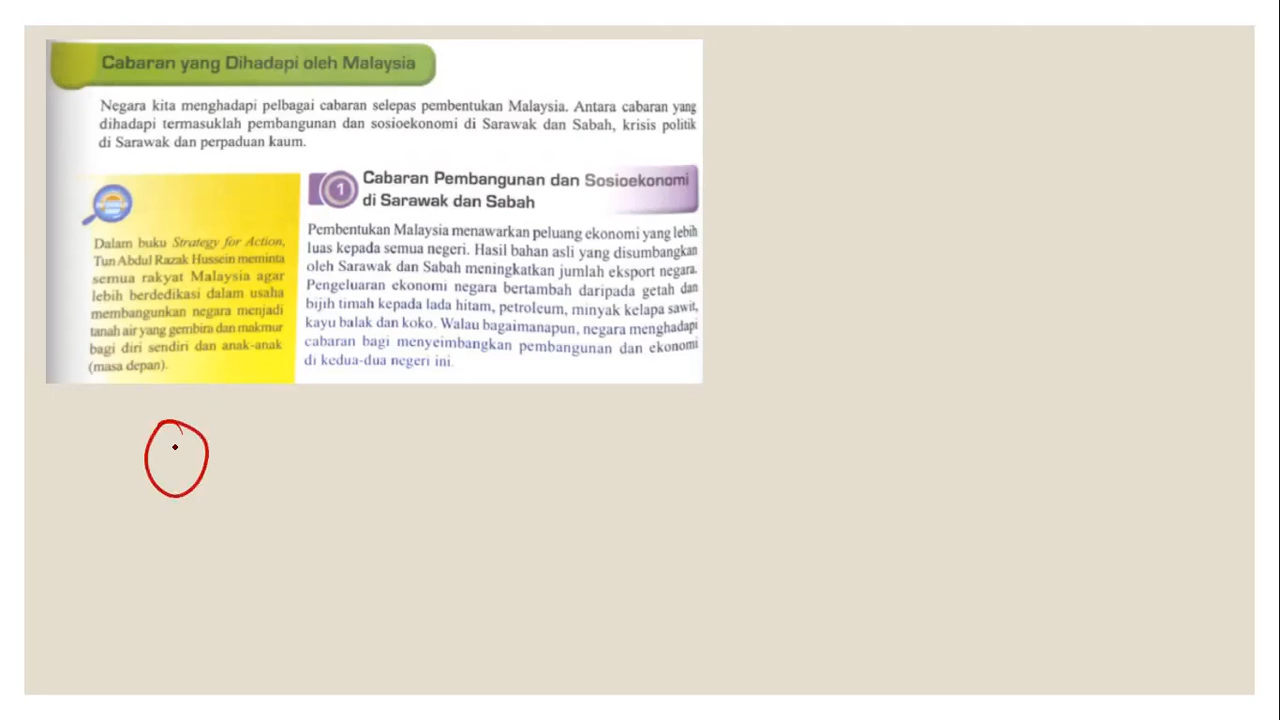 Cabaran yang Dihadapi oleh Malaysia
Negara kita menghadapi pelbagai cabaran selepas pembentukan Malaysia. Antara cabaran yang
dihadapi termasuklah pembangunan dan sosioekonomi di Sarawak dan Sabah, krisis politik
di Sarawak dan perpaduan kaum.
Dalam buku Strategy for Action,
Tun Abdul Razak Hussein meminta
semua rakyat Malaysia agar
lebih berdedikasi dalam usaha
membangunkan negara menjadi
tanah air yang gembira dan makmur
bagi diri sendiri dan anak-anak
(masa depan).
1 Cabaran Pembangunan dan Sosioekonomi
di Sarawak dan Sabah
Pembentukan Malaysia menawarkan peluang ekonomi yang lebih
luas kepada semua negeri. Hasil bahan asli yang disumbangkan
oleh Sarawak dan Sabah meningkatkan jumlah eksport negara.
Pengeluaran ekonomi negara bertambah daripada getah dan
bijih timah kepada lada hitam, petroleum, minyak kelapa sawit,
kayu balak dan koko. Walau bagaimanapun, negara menghadapi
cabaran bagi menyeimbangkan pembangunan dan ekonomi
di kedua-dua negeri ini.